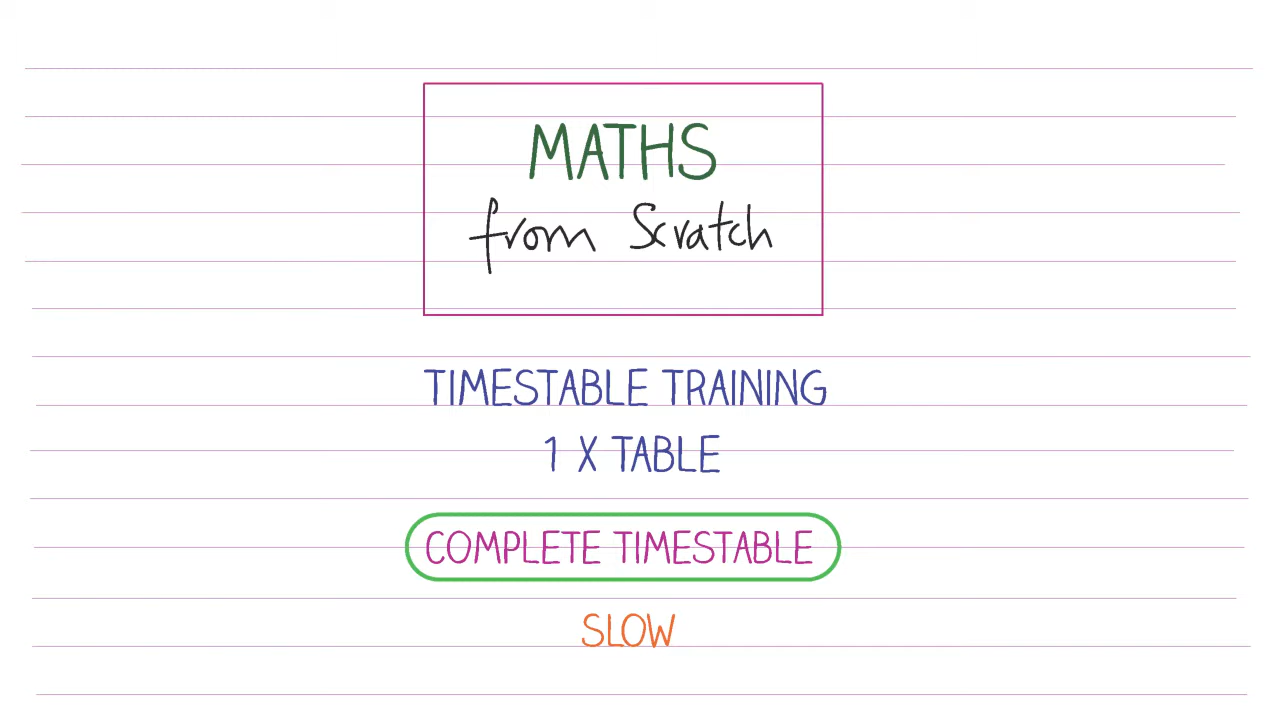 MATHS
from Scratch
TIMESTABLE TRAINING
1 X TABLE
COMPLETE TIMESTABLE
SLOW